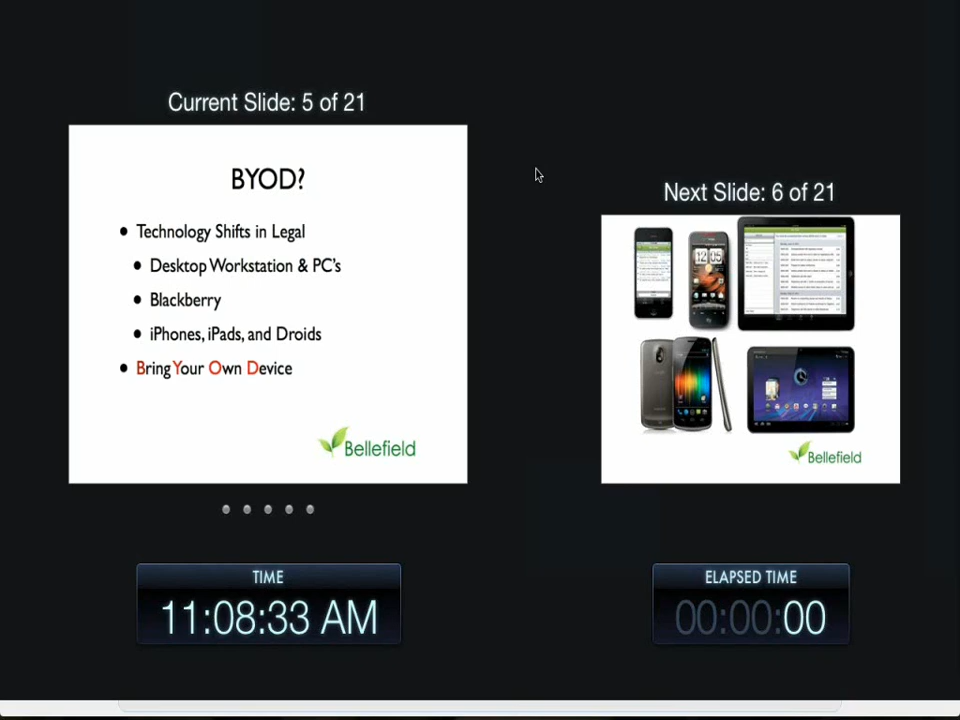 Current Slide: 5 of 21
BYOD?
Technology Shifts in Legal
Desktop Workstation & PC's
Blackberry
iPhones, iPads, and Droids
Bring Your Own Device
Bellefield
Next Slide: 6 of 21
12 05
Bellefield
TIME
11:08:33 AM
ELAPSED TIME
00:00:00